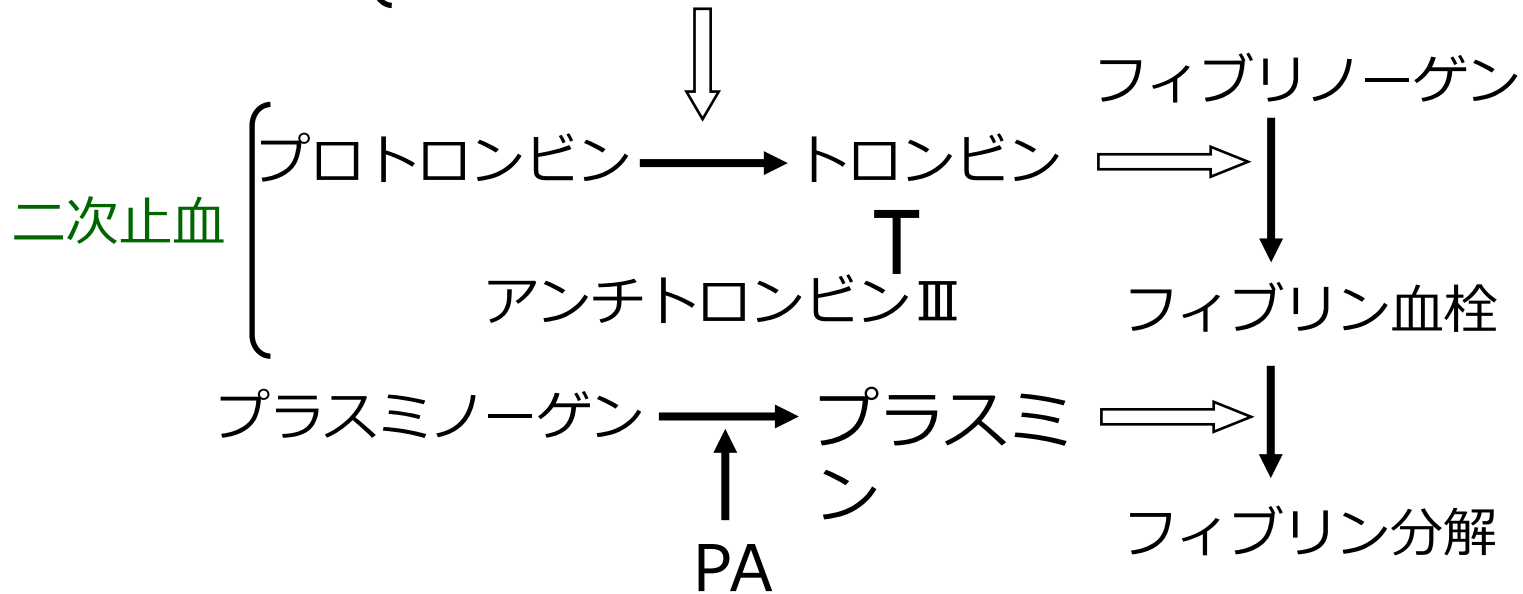 フィブリノーゲン
プロトロンビン
トロンビン
二次止血
アンチトロンビンⅢ
フィブリン血栓
プラスミノーゲン
プラスミ
ン
フィブリン分解
PA